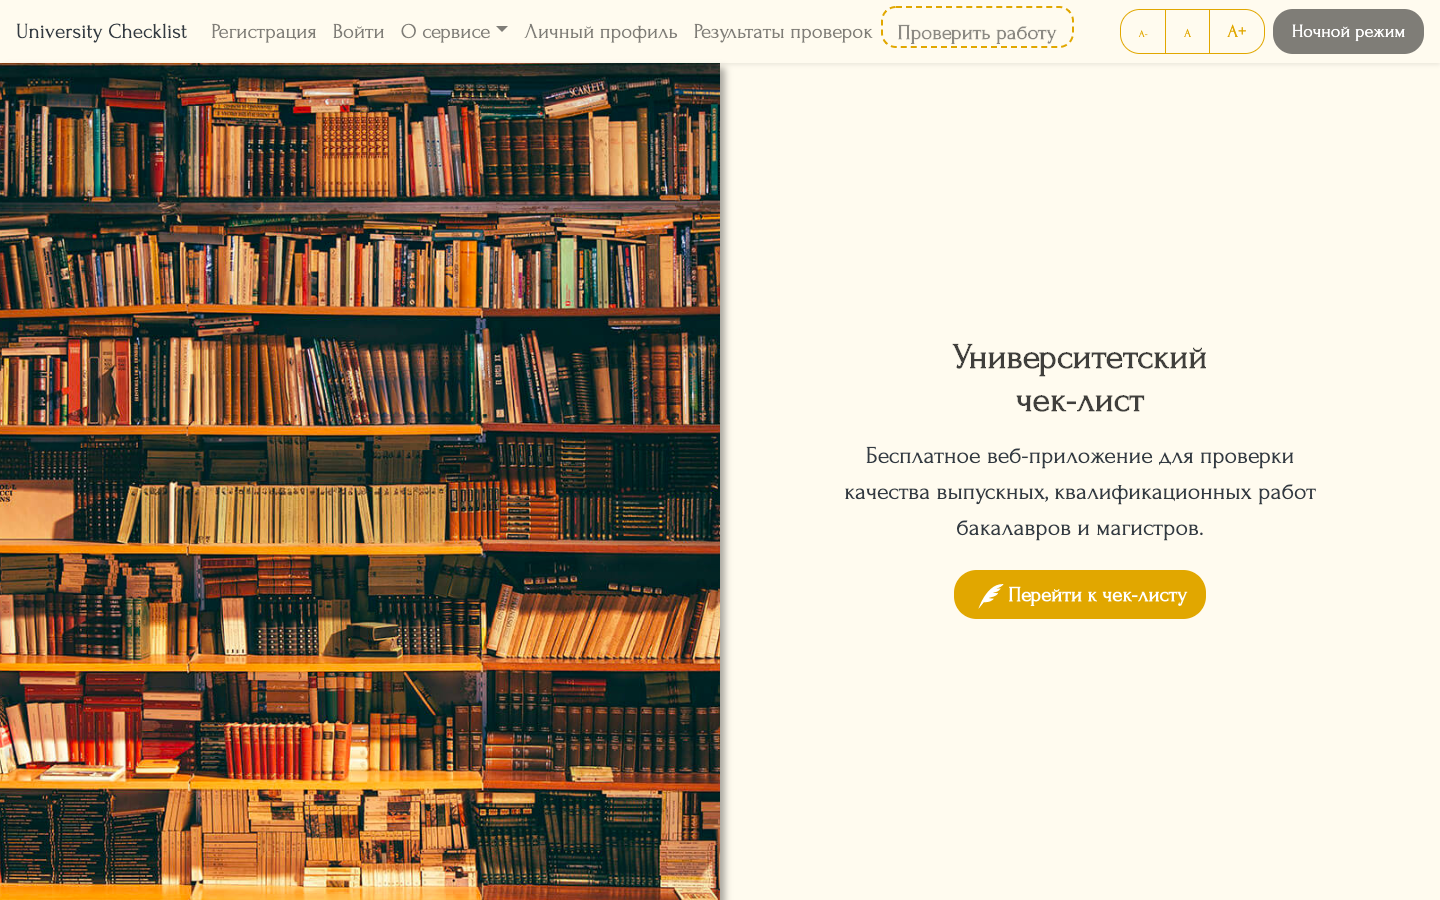 University Checklist Регистрация Войти О сервисе Личный профиль Результаты проверок Проверить работу A- A A+ Ночной режим
SCARLETT
Университетский
чек-лист
Бесплатное веб-приложение для проверки
качества выпускных, квалификационных работ
бакалавров и магистров.
Перейти к чек-листу